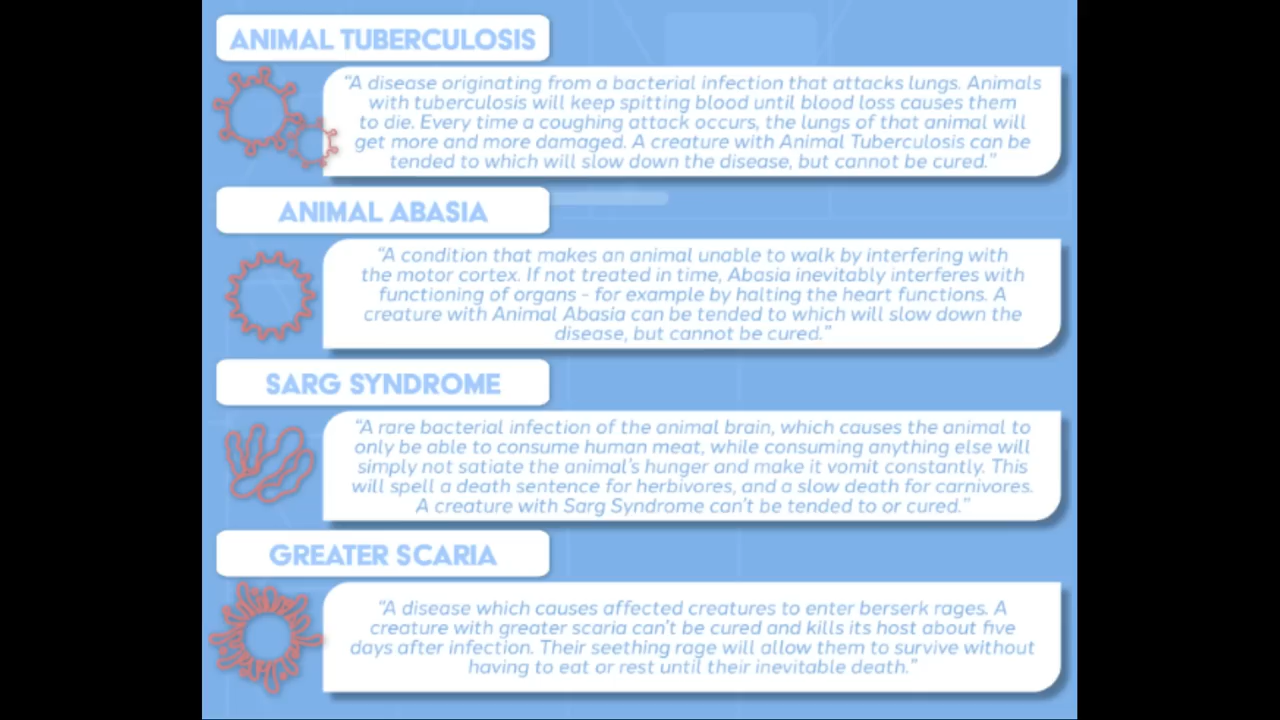 ANIMAL TUBERCULOSIS
“A disease originating from a bacterial infection that attacks lungs. Animals
with tuberculosis will keep spitting blood until blood loss causes them
to die. Every time a coughing attack occurs, the lungs of that animal will
get more and more damaged. A creature with Animal Tuberculosis can be
tended to which will slow down the disease, but cannot be cured.”
ANIMAL ABASIA
“A condition that makes an animal unable to walk by interfering with
the motor cortex. If not treated in time, Abasia inevitably interferes with
functioning of organs - for example by halting the heart functions. A
creature with Animal Abasia can be tended to which will slow down the
disease, but cannot be cured.”
SARG SYNDROME
“A rare bacterial infection of the animal brain, which causes the animal to
only be able to consume human meat, while consuming anything else will
simply not satiate the animal’s hunger and make it vomit constantly. This
will spell a death sentence for herbivores, and a slow death for carnivores.
A creature with Sarg Syndrome can’t be tended to or cured.”
GREATER SCARIA
“A disease which causes affected creatures to enter berserk rages. A
creature with greater scaria can’t be cured and kills its host about five
days after infection. Their seething rage will allow them to survive without
having to eat or rest until their inevitable death.”